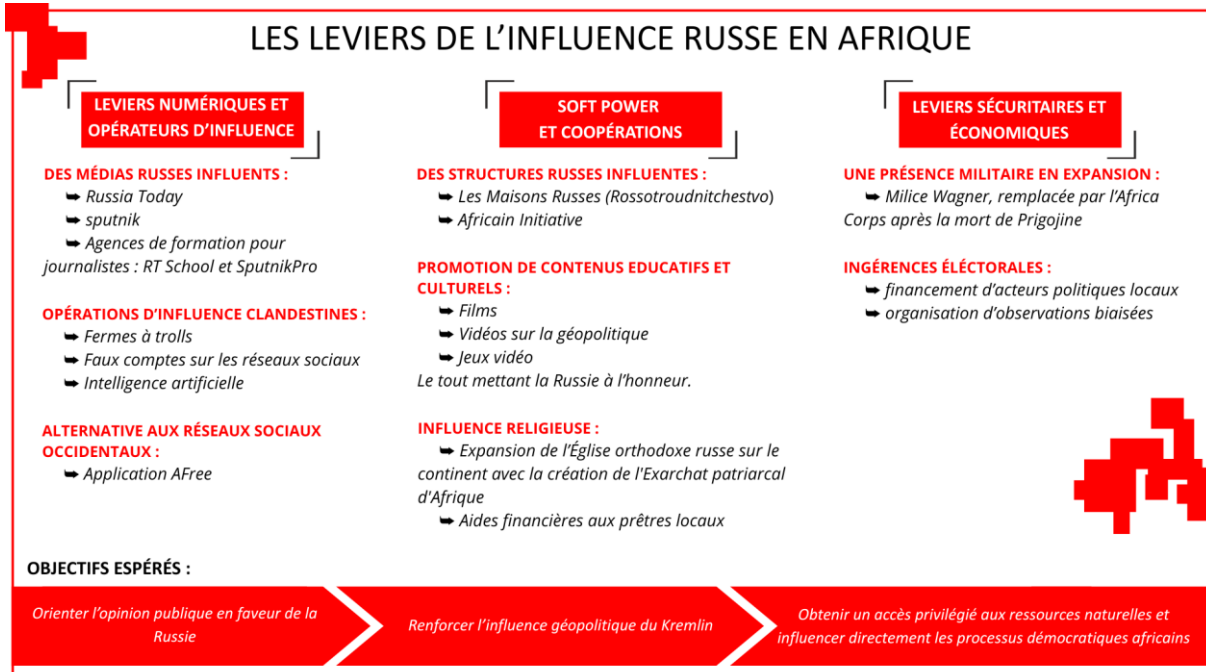 LES LEVIERS DE L’INFLUENCE RUSSE EN AFRIQUE
LEVIERS NUMÉRIQUES ET
OPÉRATEURS D’INFLUENCE
DES MÉDIAS RUSSES INFLUENTS :
➥ Russia Today
➥ sputnik
➥ Agences de formation pour
journalistes : RT School et SputnikPro
OPÉRATIONS D’INFLUENCE CLANDESTINES :
➥ Fermes à trolls
➥ Faux comptes sur les réseaux sociaux
➥ Intelligence artificielle
ALTERNATIVE AUX RÉSEAUX SOCIAUX
OCCIDENTAUX :
➥ Application AFree
SOFT POWER
ET COOPÉRATIONS
DES STRUCTURES RUSSES INFLUENTES :
➥ Les Maisons Russes (Rossotroudnitchestvo)
➥ Africain Initiative
PROMOTION DE CONTENUS EDUCATIFS ET
CULTURELS :
➥ Films
➥ Vidéos sur la géopolitique
➥ Jeux vidéo
Le tout mettant la Russie à l’honneur.
INFLUENCE RELIGIEUSE :
➥ Expansion de l’Église orthodoxe russe sur le
continent avec la création de l'Exarchat patriarcal
d'Afrique
➥ Aides financières aux prêtres locaux
LEVIERS SÉCURITAIRES ET
ÉCONOMIQUES
UNE PRÉSENCE MILITAIRE EN EXPANSION :
➥ Milice Wagner, remplacée par l’Africa
Corps après la mort de Prigojine
INGÉRENCES ÉLÉCTORALES :
➥ financement d’acteurs politiques locaux
➥ organisation d’observations biaisées
OBJECTIFS ESPÉRÉS :
Orienter l’opinion publique en faveur de la
Russie
Renforcer l’influence géopolitique du Kremlin
Obtenir un accès privilégié aux ressources naturelles et
influencer directement les processus démocratiques africains